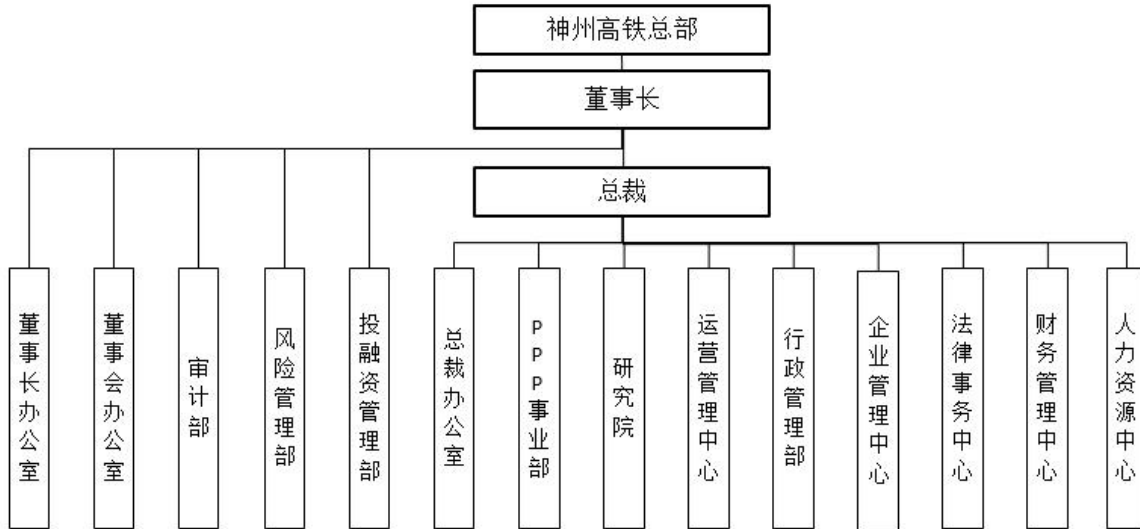 神州高铁总部
董事长
总裁
董事长办公室
董事会办公室
审计部
风险管理部
投融资管理部
总裁办公室
PPP事业部
研究院
运营管理中心
行政管理部
企业管理中心
法律事务中心
财务管理中心
人力资源中心